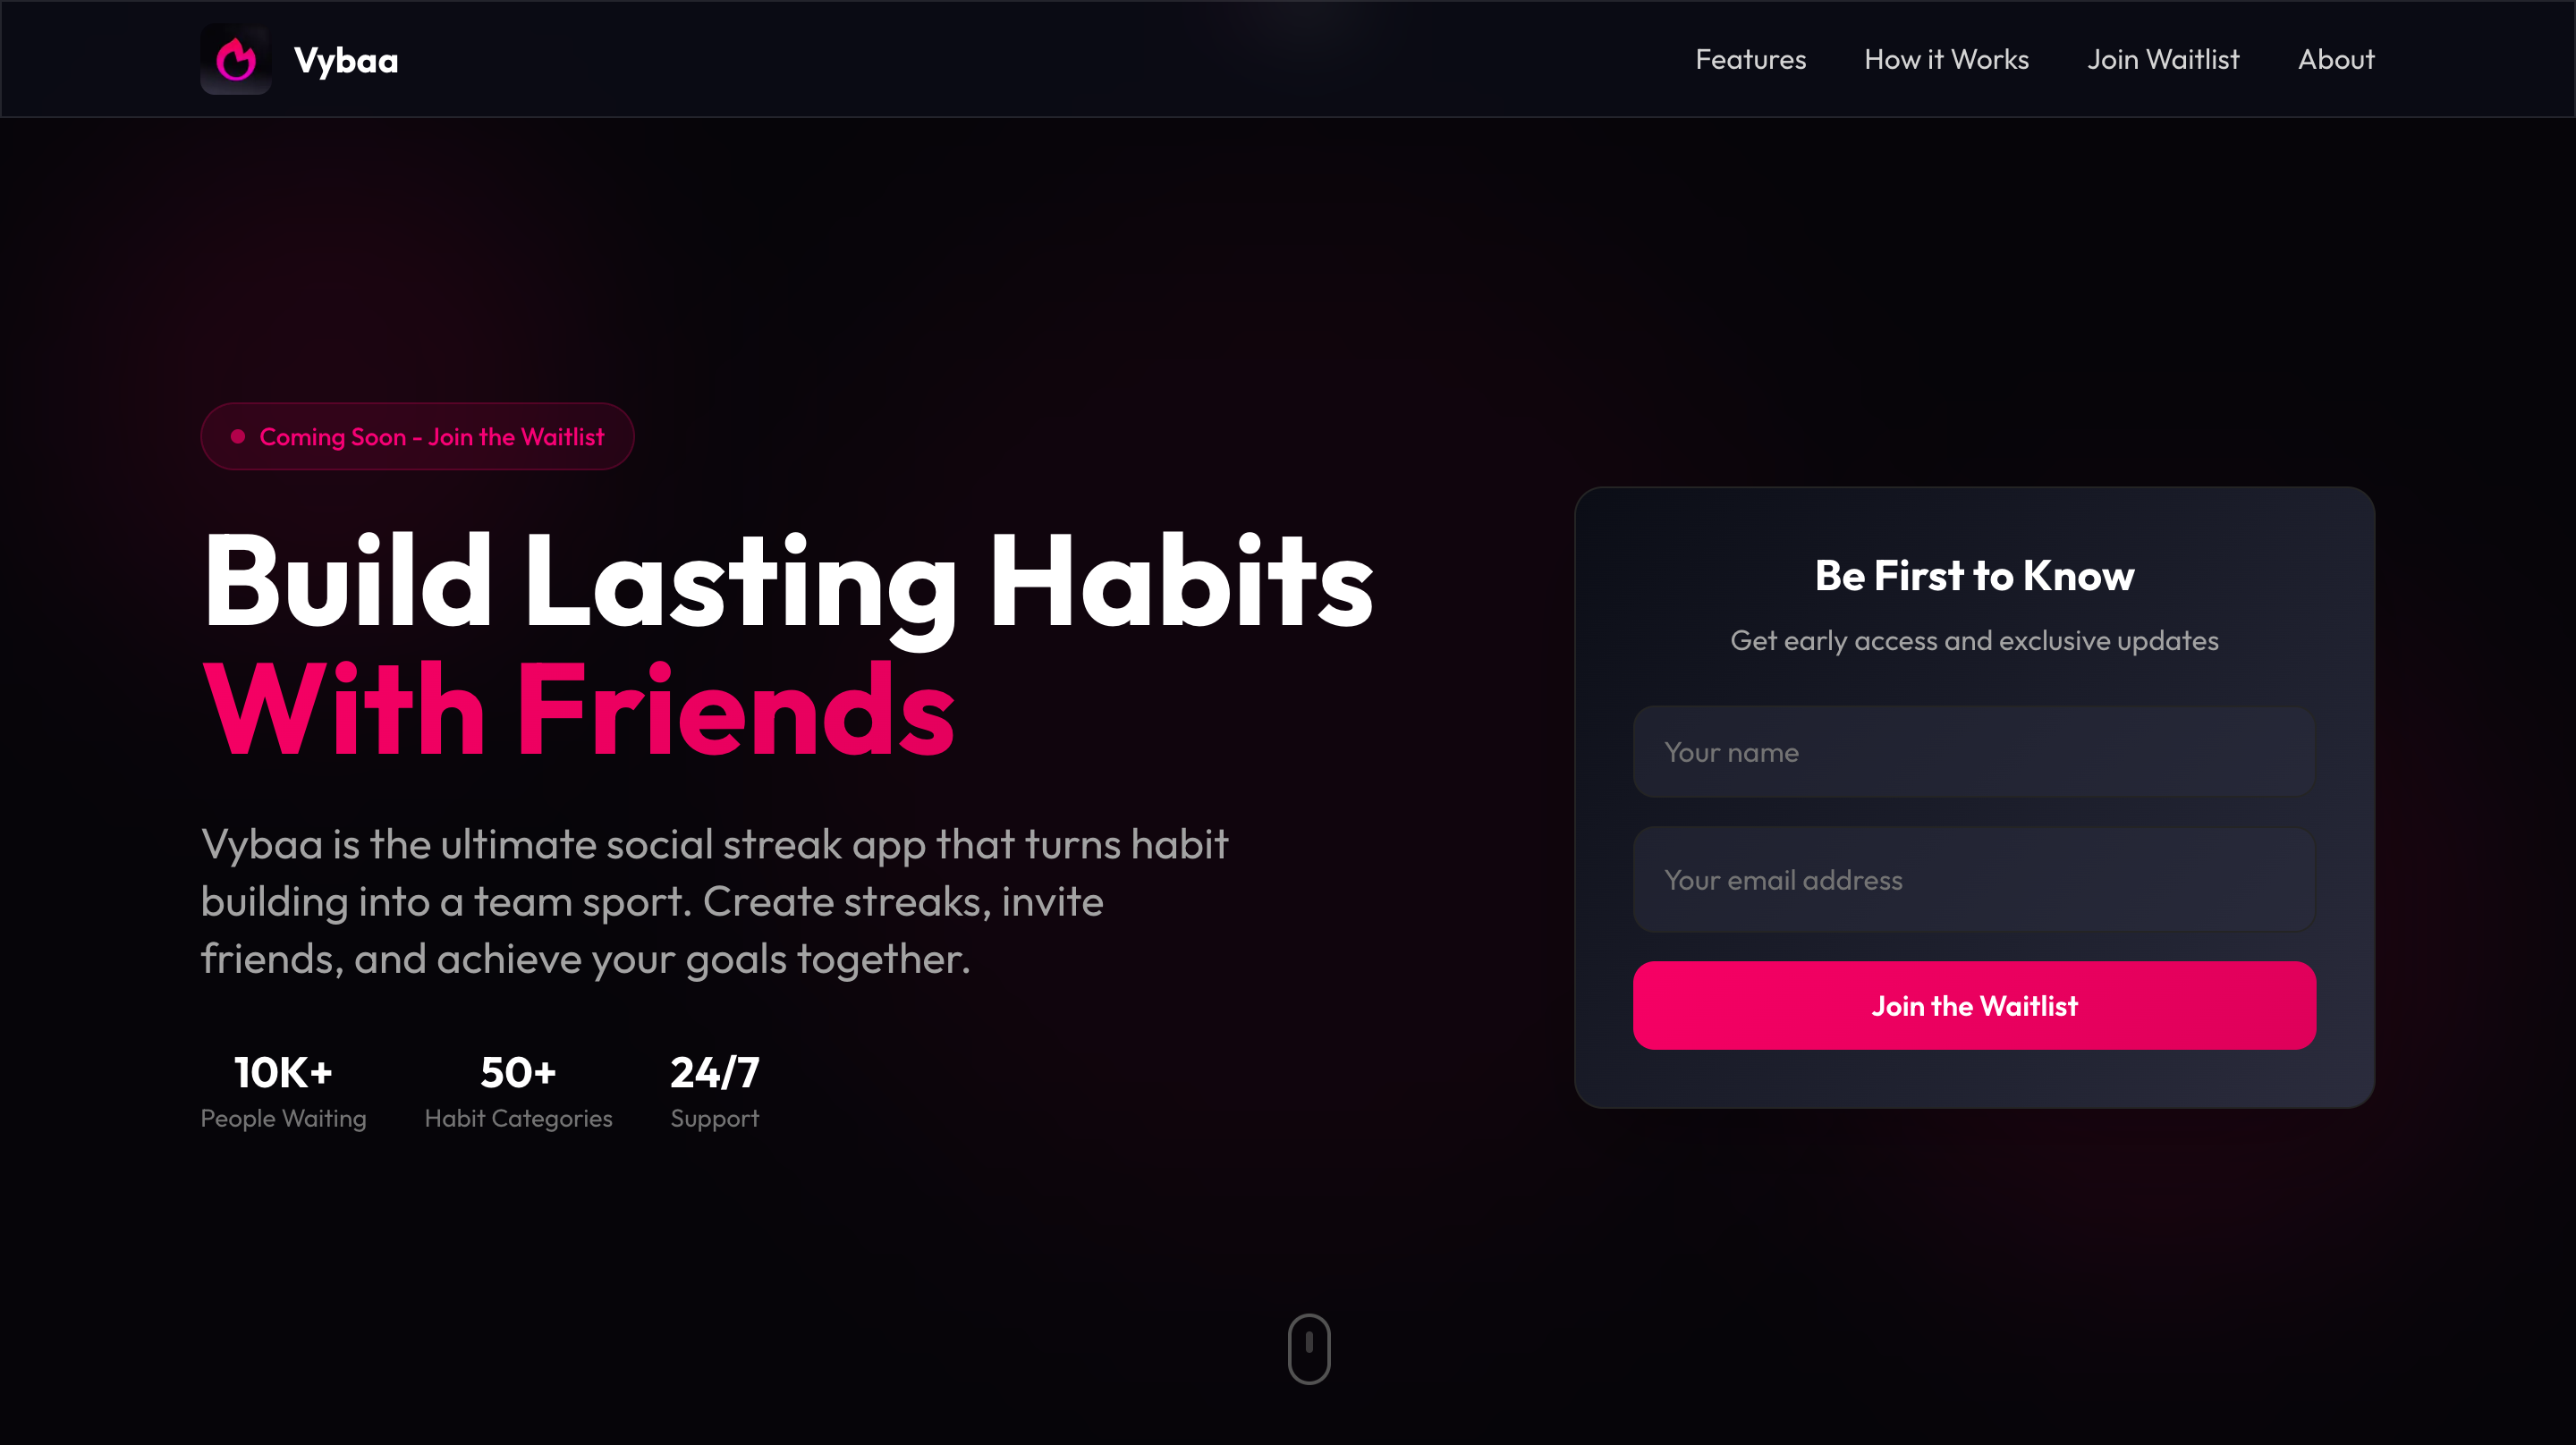 Vybaa
Features
How it Works
Join Waitlist
About
Coming Soon - Join the Waitlist
Build Lasting Habits
With Friends
Vybaa is the ultimate social streak app that turns habit
building into a team sport. Create streaks, invite
friends, and achieve your goals together.
10K+
People Waiting
50+
Habit Categories
24/7
Support
Be First to Know
Get early access and exclusive updates
Your name
Your email address
Join the Waitlist